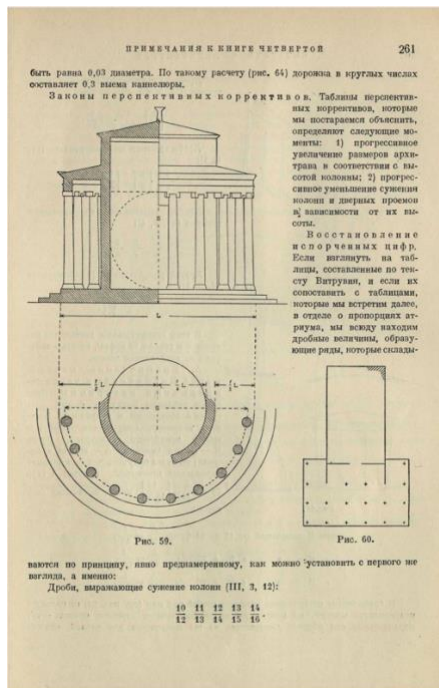 ПРИМЕЧАНИЯ К КНИГЕ ЧЕТВЕРТОЙ 261
быть равна 0,03 диаметра. По такому расчету (рис. 64) дорожка в круглых числах
составляет 0,3 выема каннелюры.
Законы перспективных коррективов. Таблицы перспектив-
ных коррективов, которые
мы постараемся объяснить,
определяют следующие мо-
менты: 1) прогрессивное
увеличение размеров архи-
трава в соответствии с вы-
сотой колонны; 2) прогрес-
сивное уменьшение сужения
колонн и дверных проемов
в зависимости от их вы-
соты.
Восстановление
испорченных цифр.
Если взглянуть на таб-
лицы, составленные по тек-
сту Витрувия, и если их
сопоставить с таблицами,
которые мы встретим далее,
в отделе о пропорциях ат-
риума, мы всюду находим
дробные величины, образу-
ющие ряды, которые склады-
L
L
L
L
Рис. 59.
Рис. 60.
ваются по принципу, явно преднамеренному, как можно установить с первого же
взгляда, а именно:
Дроби, выражающие сужение колонн (III, 3, 12):
10 11 12 13 14
12 13 14 15 16